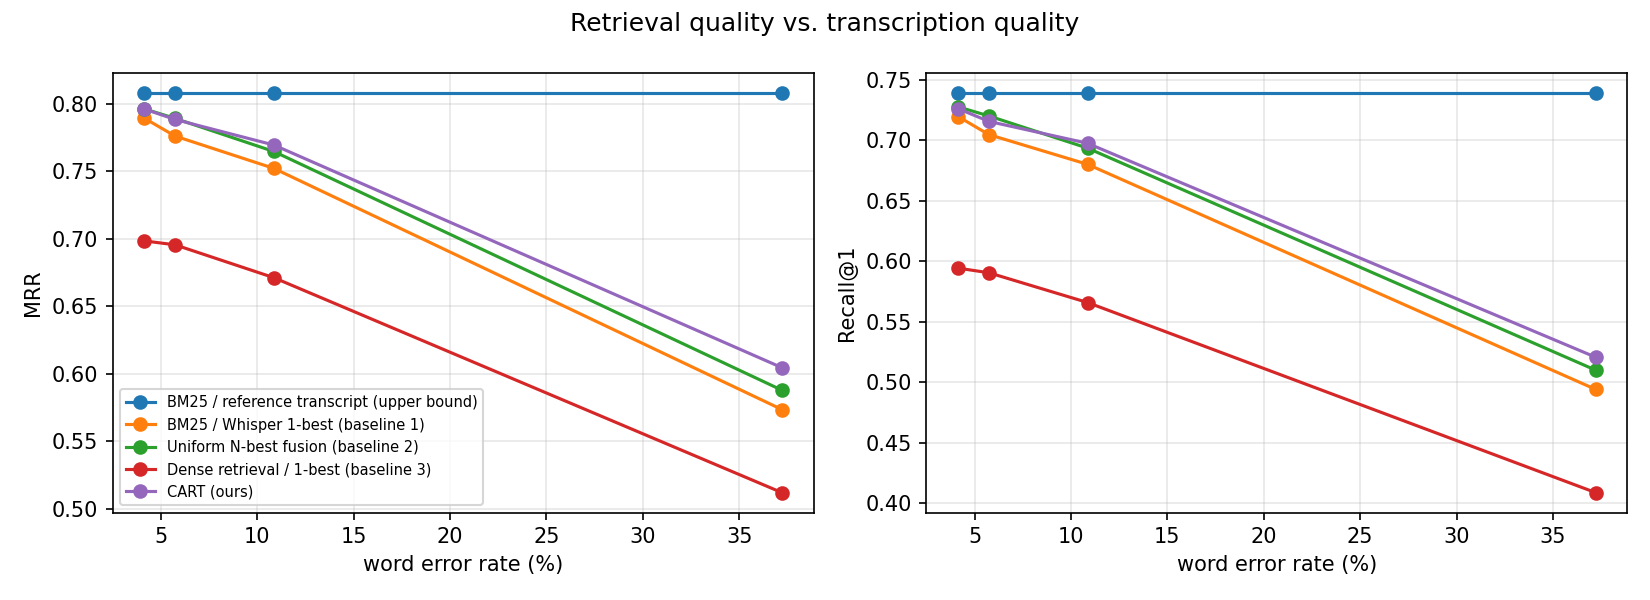 Retrieval quality vs. transcription quality
MRR
0.80
0.75
0.70
0.65
0.60
0.55
0.50
BM25 / reference transcript (upper bound)
BM25 / Whisper 1-best (baseline 1)
Uniform N-best fusion (baseline 2)
Dense retrieval / 1-best (baseline 3)
CART (ours)
5 10 15 20 25 30 35
word error rate (%)
Recall@1
0.75
0.70
0.65
0.60
0.55
0.50
0.45
0.40
5 10 15 20 25 30 35
word error rate (%)